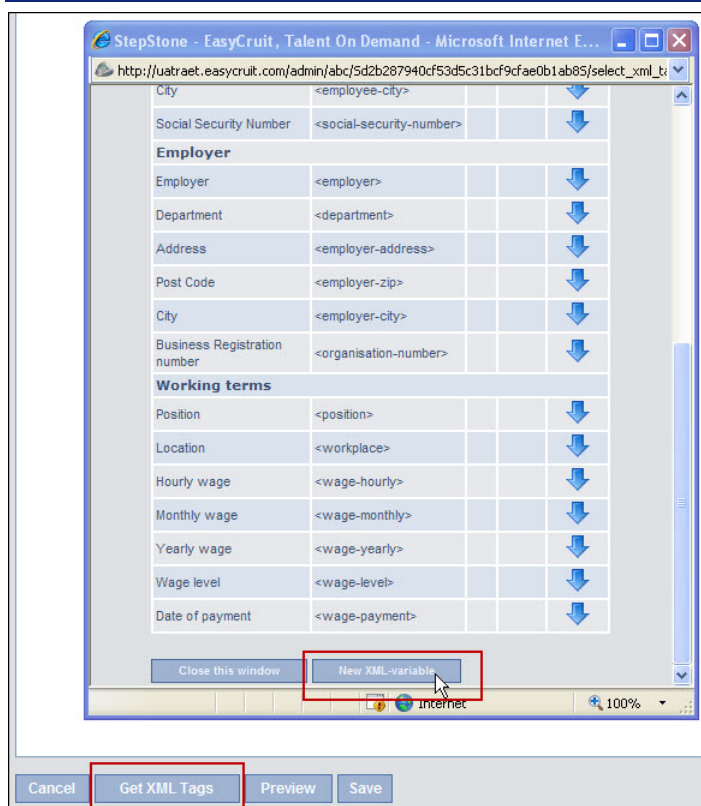 StepStone - EasyCruit, Talent On Demand - Microsoft Internet E...
http://uatraet.easycruit.com/admin/abc/5d2b287940cf53d5c31bcf9cfae0b1ab85/select_xml_ta
City <employee-city>
Social Security Number <social-security-number>
Employer
Employer <employer>
Department <department>
Address <employer-address>
Post Code <employer-zip>
City <employer-city>
Business Registration
number <organisation-number>
Working terms
Position <position>
Location <workplace>
Hourly wage <wage-hourly>
Monthly wage <wage-monthly>
Yearly wage <wage-yearly>
Wage level <wage-level>
Date of payment <wage-payment>
Close this window New XML-variable
Internet 100%
Cancel Get XML Tags Preview Save